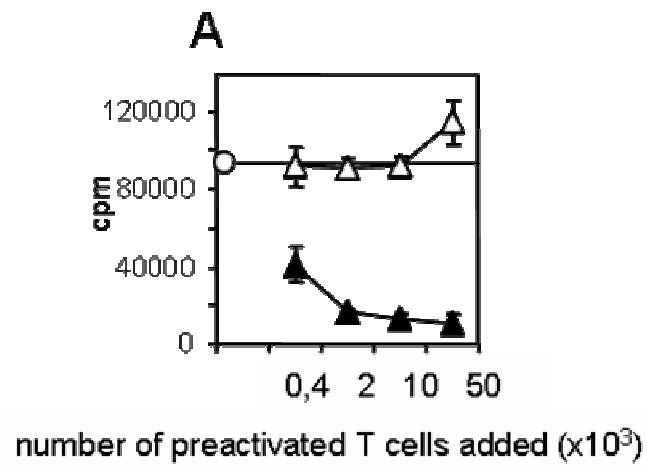 A
120000
80000
40000
0
cpm
0,4 2 10 50
number of preactivated T cells added (x10³)